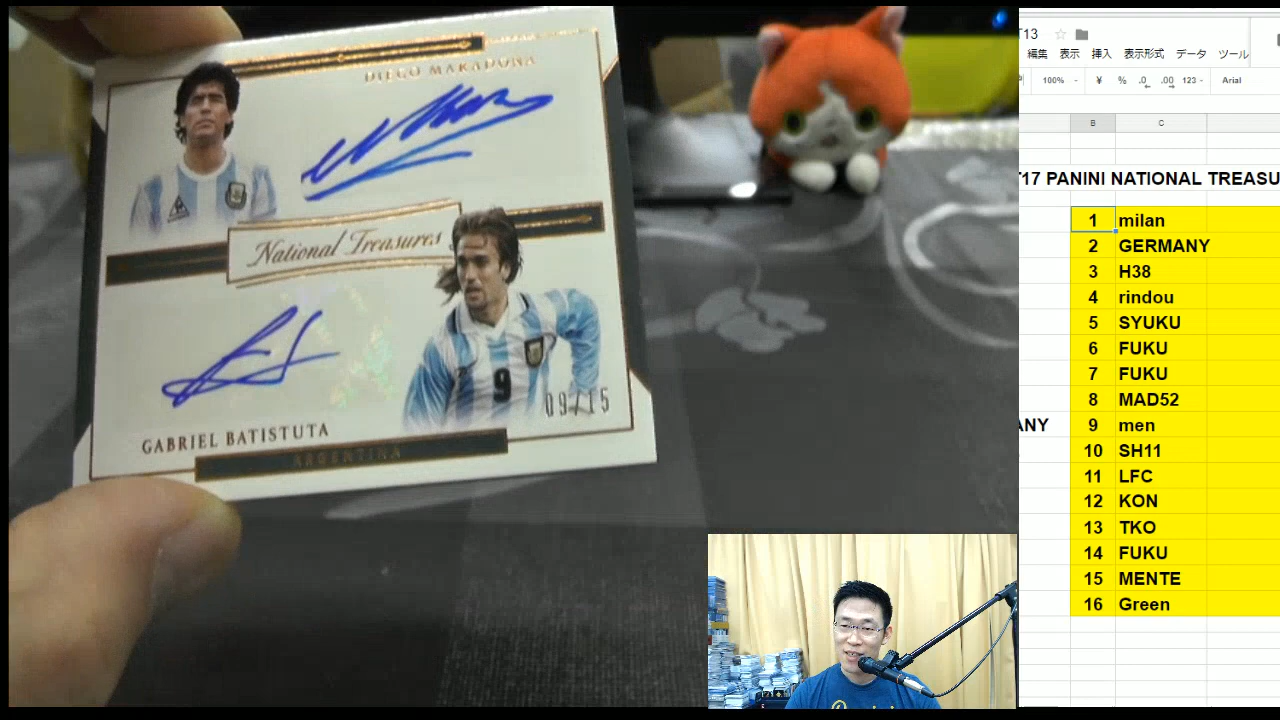 DIEGO MARADONA
National Treasures
9
09/15
GABRIEL BATISTUTA
ARGENTINA
T13
編集 表示 挿入 表示形式 データ ツール
100% ¥ % .0 .00 123 Arial
B C
T17 PANINI NATIONAL TREASU
1 milan
2 GERMANY
3 H38
4 rindou
5 SYUKU
6 FUKU
7 FUKU
8 MAD52
ANY 9 men
10 SH11
11 LFC
12 KON
13 TKO
14 FUKU
15 MENTE
16 Green